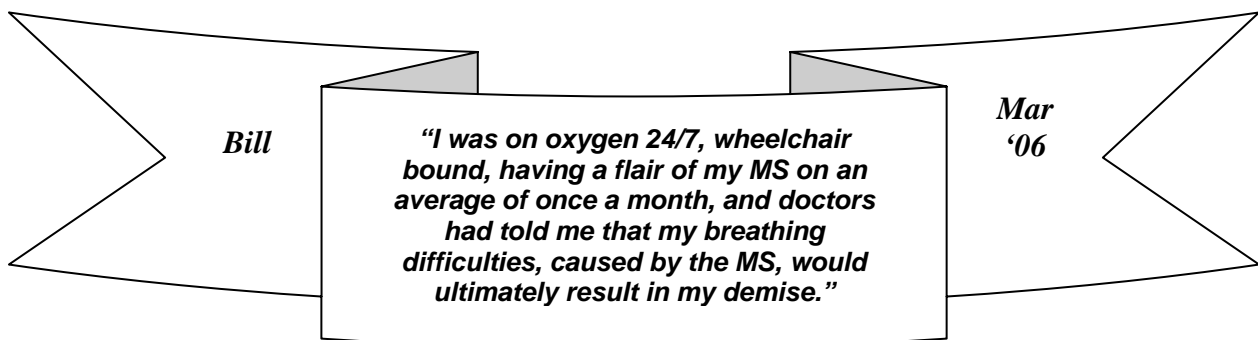 Bill
“I was on oxygen 24/7, wheelchair
bound, having a flair of my MS on an
average of once a month, and doctors
had told me that my breathing
difficulties, caused by the MS, would
ultimately result in my demise.”
Mar
‘06